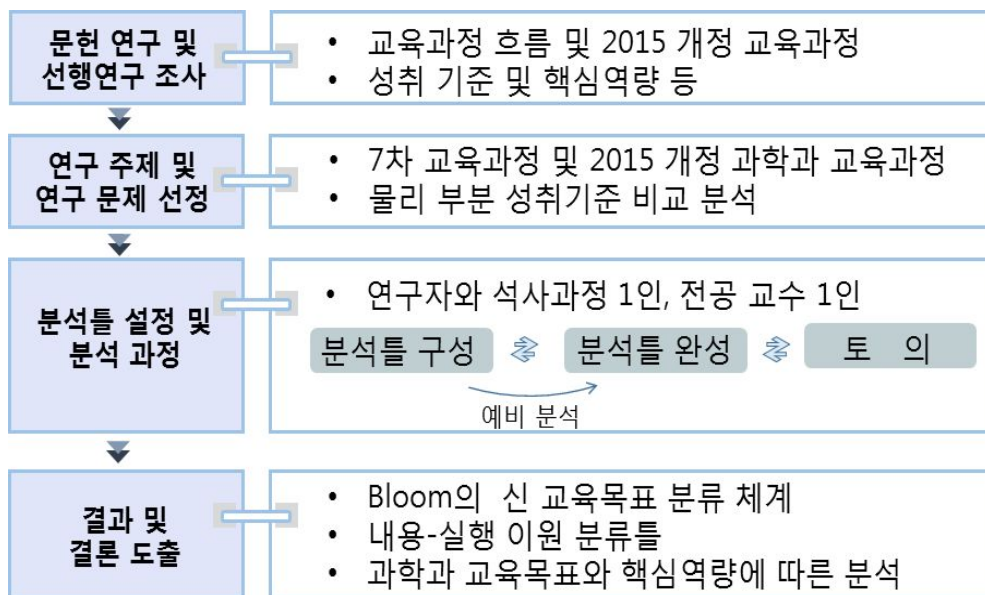 문헌 연구 및
선행연구 조사
• 교육과정 흐름 및 2015 개정 교육과정
• 성취 기준 및 핵심역량 등
연구 주제 및
연구 문제 선정
• 7차 교육과정 및 2015 개정 과학과 교육과정
• 물리 부분 성취기준 비교 분석
분석틀 설정 및
분석 과정
• 연구자와 석사과정 1인, 전공 교수 1인
분석틀 구성 분석틀 완성 토 의
예비 분석
결과 및
결론 도출
• Bloom의 신 교육목표 분류 체계
• 내용-실행 이원 분류틀
• 과학과 교육목표와 핵심역량에 따른 분석